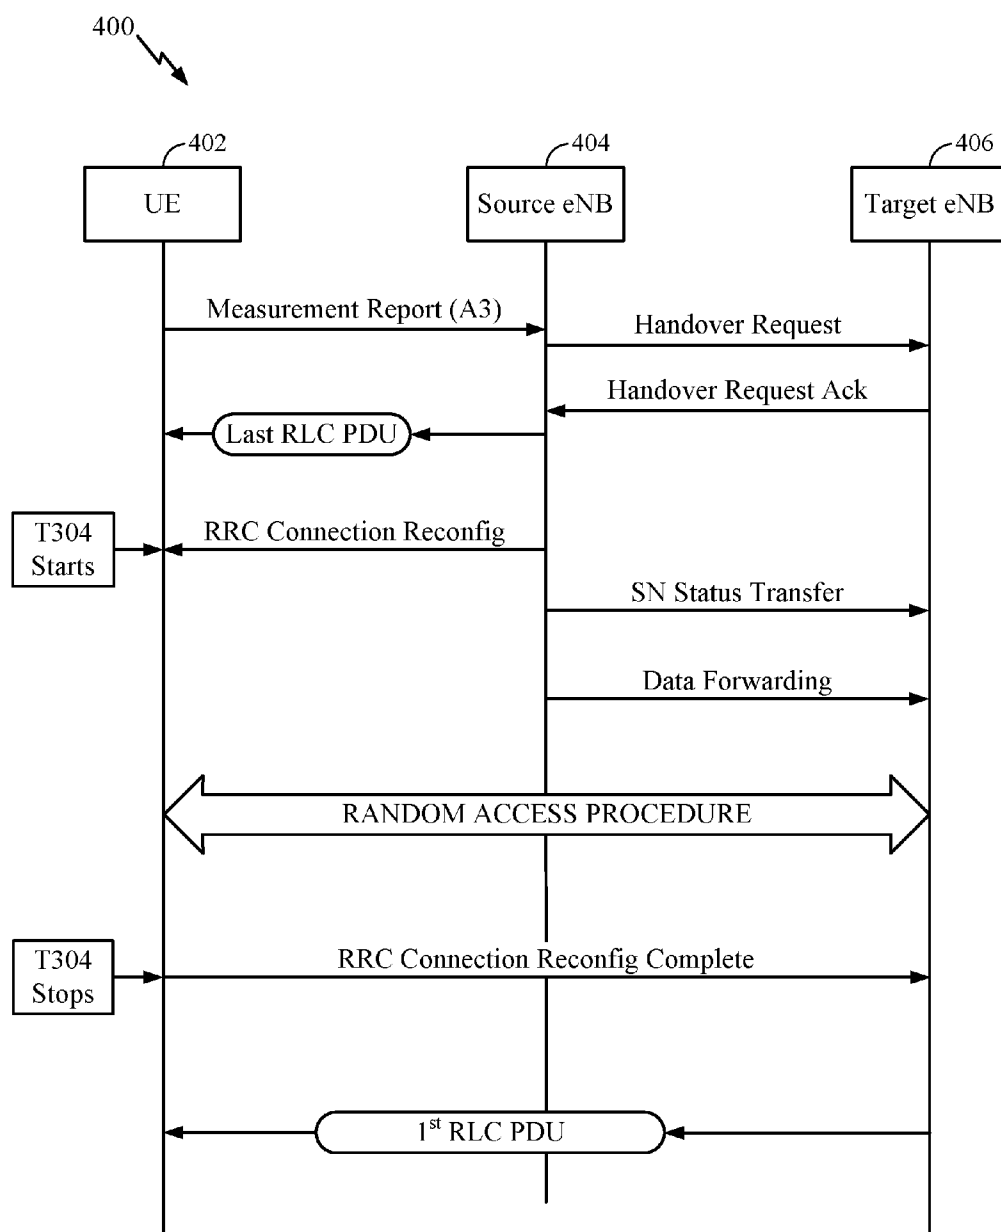 400
402
404
406
UE
Source eNB
Target eNB
Measurement Report (A3)
Handover Request
Handover Request Ack
Last RLC PDU
T304
Starts
RRC Connection Reconfig
SN Status Transfer
Data Forwarding
RANDOM ACCESS PROCEDURE
T304
Stops
RRC Connection Reconfig Complete
1st RLC PDU